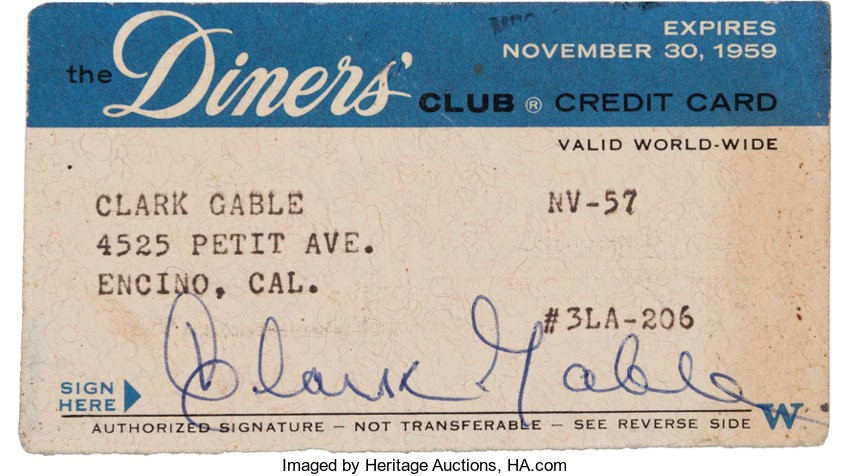 EXPIRES
NOVEMBER 30, 1959
the Diners' CLUB ® CREDIT CARD
VALID WORLD-WIDE
CLARK GABLE NV-57
4525 PETIT AVE.
ENCINO, CAL.
#3LA-206
Clark Gable
SIGN
HERE
W
AUTHORIZED SIGNATURE — NOT TRANSFERABLE — SEE REVERSE SIDE
Imaged by Heritage Auctions, HA.com